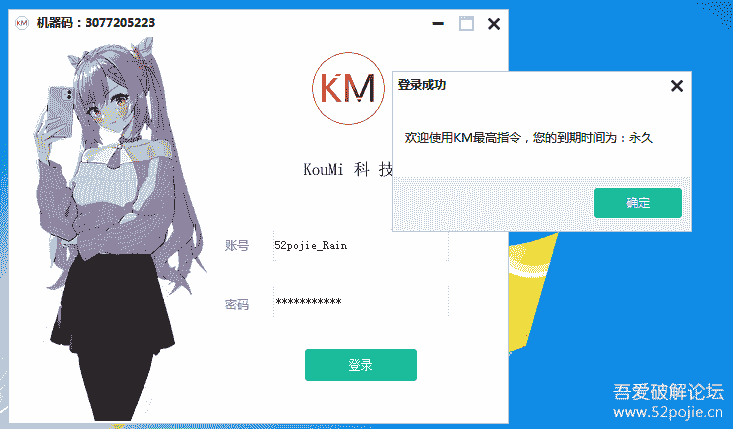 KM 机器码：3077205223
登录成功
KM
欢迎使用KM最高指令，您的到期时间为：永久
KouMi 科 技
确定
账号 52pojie_Rain
密码 ***********
登录
吾爱破解论坛
www.52pojie.cn